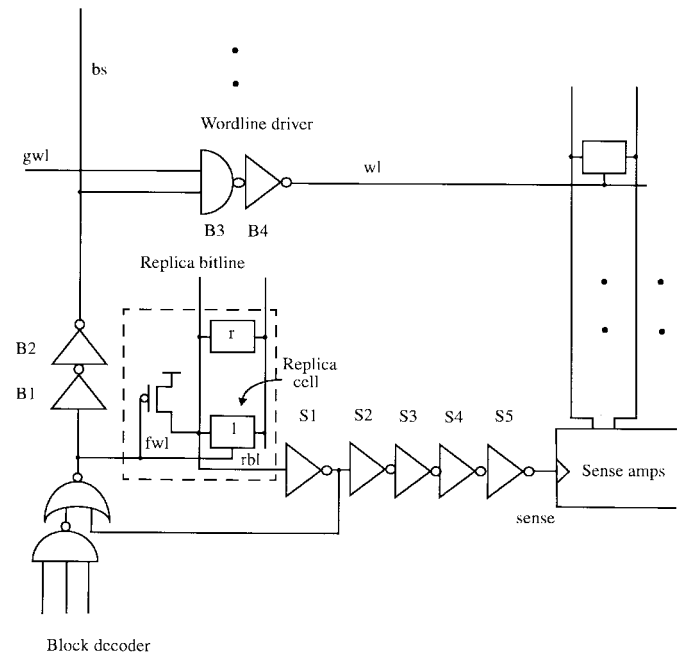 bs
Wordline driver
gwl
wl
B3 B4
Replica bitline
B2
r
Replica
cell
B1
l
S1 S2 S3 S4 S5
fwl
rbl
Sense amps
sense
Block decoder